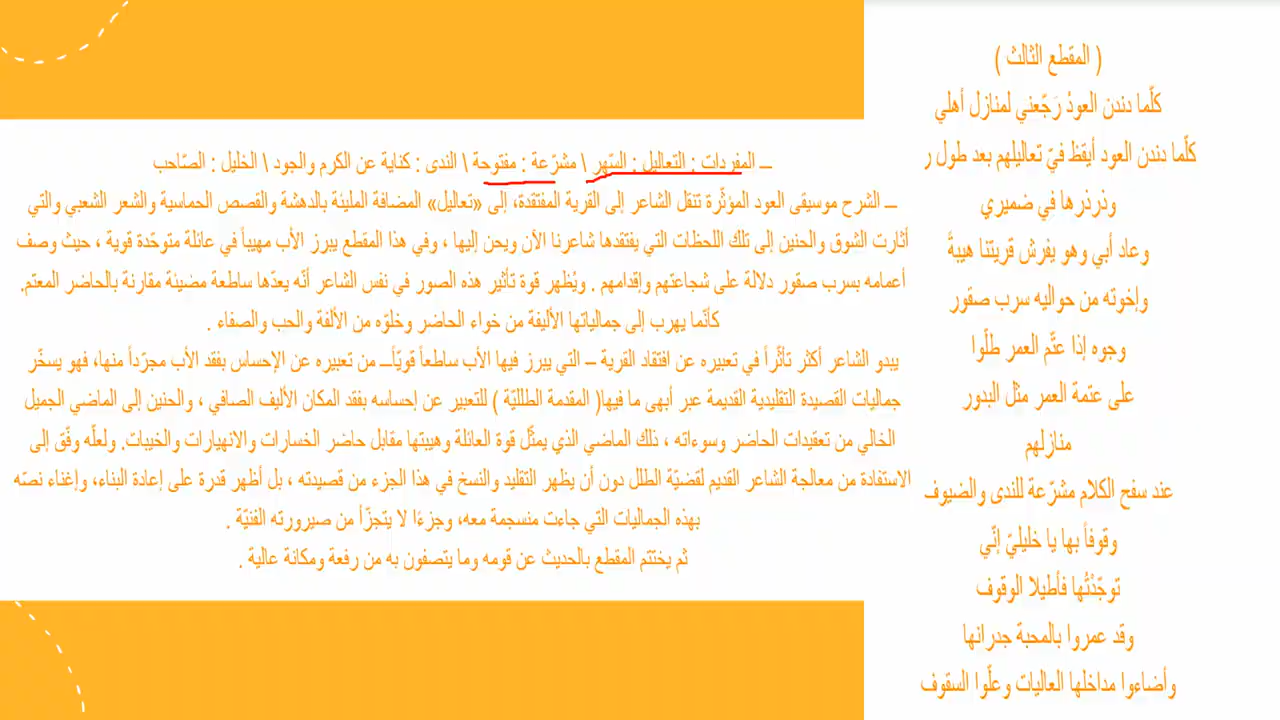 ( المقطع الثالث )
كلّما دندن العودُ رَجّعني لمنازل أهلي
كلّما دندن العود أيقظ فيّ تعاليلهم بعد طول ر
وذرذرها في ضميري
وعاد أبي وهو يفرش قريتنا هيبةً
وإخوته من حواليه سرب صقور
وجوه إذا عتّم العمر طلّوا
على عتمة العمر مثل البدور
منازلهم
عند سفح الكلام مشرّعة للندى والضيوف
وقوفاً بها يا خليليّ إنّي
توجّدْتُها فأطيلا الوقوف
وقد عمروا بالمحبة جدرانها
وأضاءوا مداخلها العاليات وعلّوا السقوف
ــ المفردات : التعاليل : السّهر \ مشرّعة : مفتوحة \ الندى : كناية عن الكرم والجود \ الخليل : الصّاحب
ــ الشرح موسيقى العود المؤثّرة تنقل الشاعر إلى القرية المفتقدة، إلى «تعاليل» المضافة المليئة بالدهشة والقصص الحماسية والشعر الشعبي والتي
أثارت الشوق والحنين إلى تلك اللحظات التي يفتقدها شاعرنا الآن ويحن إليها ، وفي هذا المقطع يبرز الأب مهيباً في عائلة متوحّدة قوية ، حيث وصف
أعمامه بسرب صقور دلالة على شجاعتهم وإقدامهم . ويُظهر قوة تأثير هذه الصور في نفس الشاعر أنّه يعدّها ساطعة مضيئة مقارنة بالحاضر المعتم.
كأنّما يهرب إلى جمالياتها الأليفة من خواء الحاضر وخلوّه من الألفة والحب والصفاء .
يبدو الشاعر أكثر تأثّراً في تعبيره عن افتقاد القرية – التي يبرز فيها الأب ساطعاً قويّاًــ من تعبيره عن الإحساس بفقد الأب مجرّداً منها، فهو يسخّر
جماليات القصيدة التقليدية القديمة عبر أبهى ما فيها( المقدمة الطلليّة ) للتعبير عن إحساسه بفقد المكان الأليف الصافي ، والحنين إلى الماضي الجميل
الخالي من تعقيدات الحاضر وسوءاته ، ذلك الماضي الذي يمثّل قوة العائلة وهيبتها مقابل حاضر الخسارات والانهيارات والخيبات. ولعلّه وفّق إلى
الاستفادة من معالجة الشاعر القديم لقضيّة الطلل دون أن يظهر التقليد والنسخ في هذا الجزء من قصيدته ، بل أظهر قدرة على إعادة البناء، وإغناء نصّه
بهذه الجماليات التي جاءت منسجمة معه، وجزءًا لا يتجزّأ من صيرورته الفنيّة .
ثم يختتم المقطع بالحديث عن قومه وما يتصفون به من رفعة ومكانة عالية .